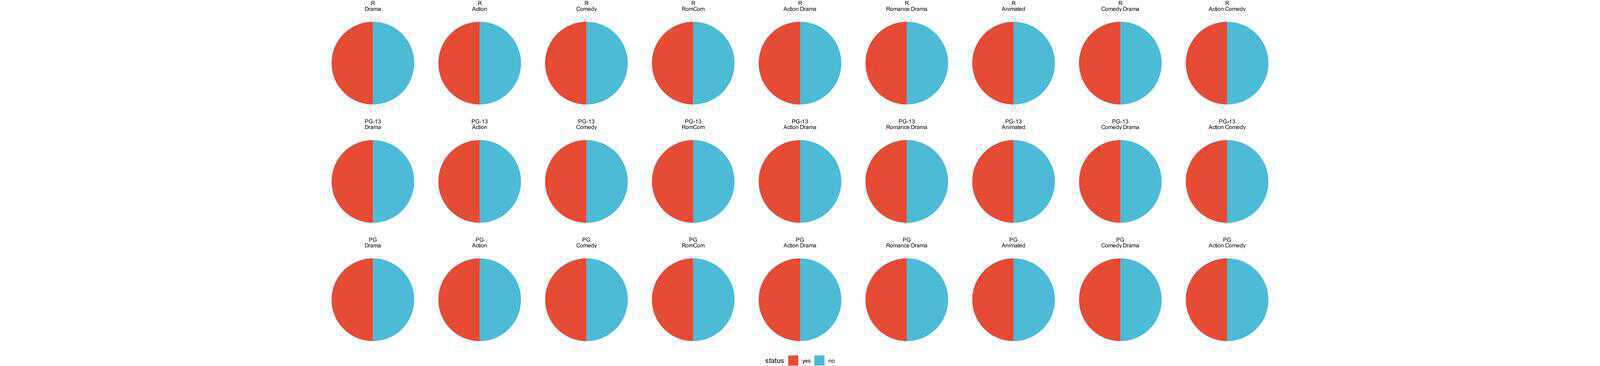 R
Drama
R
Action
R
Comedy
R
RomCom
R
Action Drama
R
Romance Drama
R
Animated
R
Comedy Drama
R
Action Comedy
PG-13
Drama
PG-13
Action
PG-13
Comedy
PG-13
RomCom
PG-13
Action Drama
PG-13
Romance Drama
PG-13
Animated
PG-13
Comedy Drama
PG-13
Action Comedy
PG
Drama
PG
Action
PG
Comedy
PG
RomCom
PG
Action Drama
PG
Romance Drama
PG
Animated
PG
Comedy Drama
PG
Action Comedy
status yes no